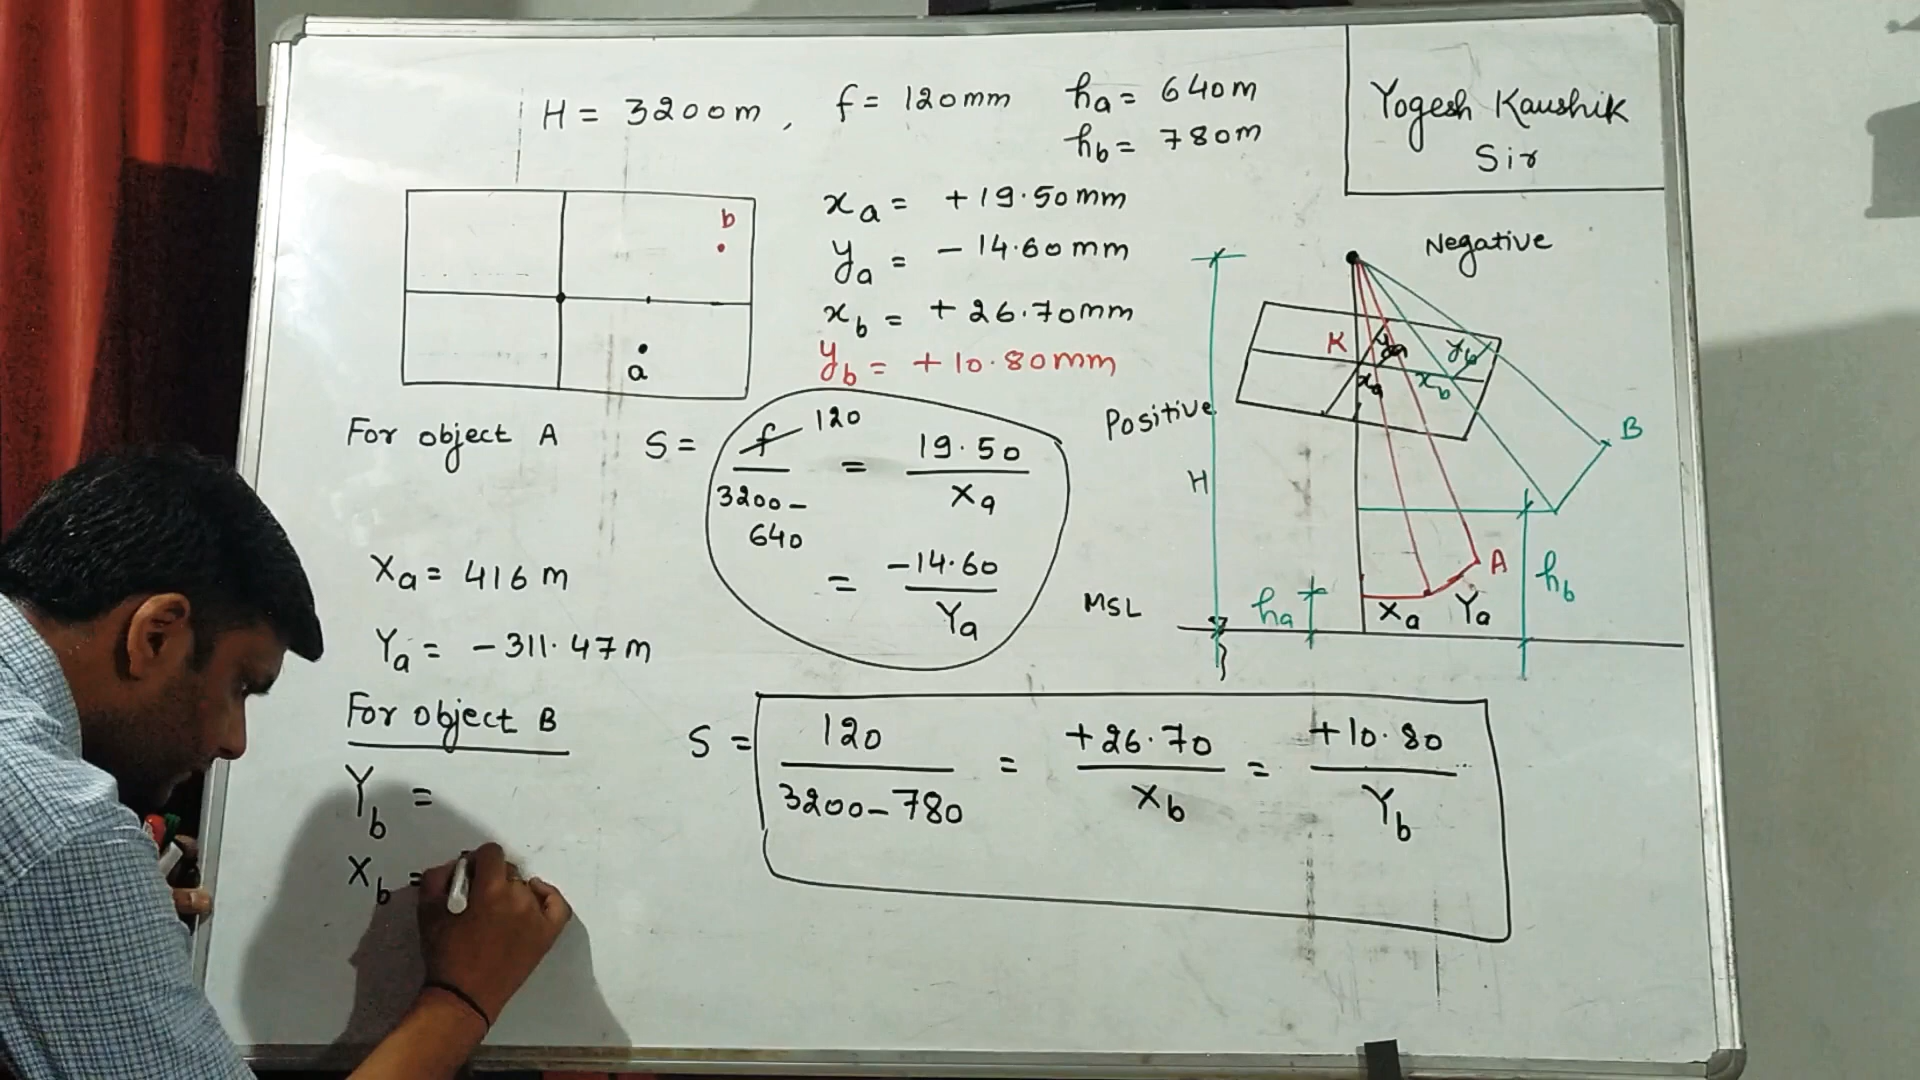 H = 3200m, f = 120mm ha = 640m
hb = 780m
Yogesh Kaushik
Sir
xa = +19.50mm
ya = -14.60mm
xb = +26.70mm
yb = +10.80mm
b
a
Negative
K
ya
yb
xa
xb
Positive
H
B
A
hb
ha
Xa
Ya
MSL
For object A
S = f 120 / 3200-640 = 19.50 / Xa
= -14.60 / Ya
Xa = 416 m
Ya = -311.47m
For object B
S = 120 / 3200-780 = +26.70 / Xb = +10.80 / Yb
Yb =
Xb =